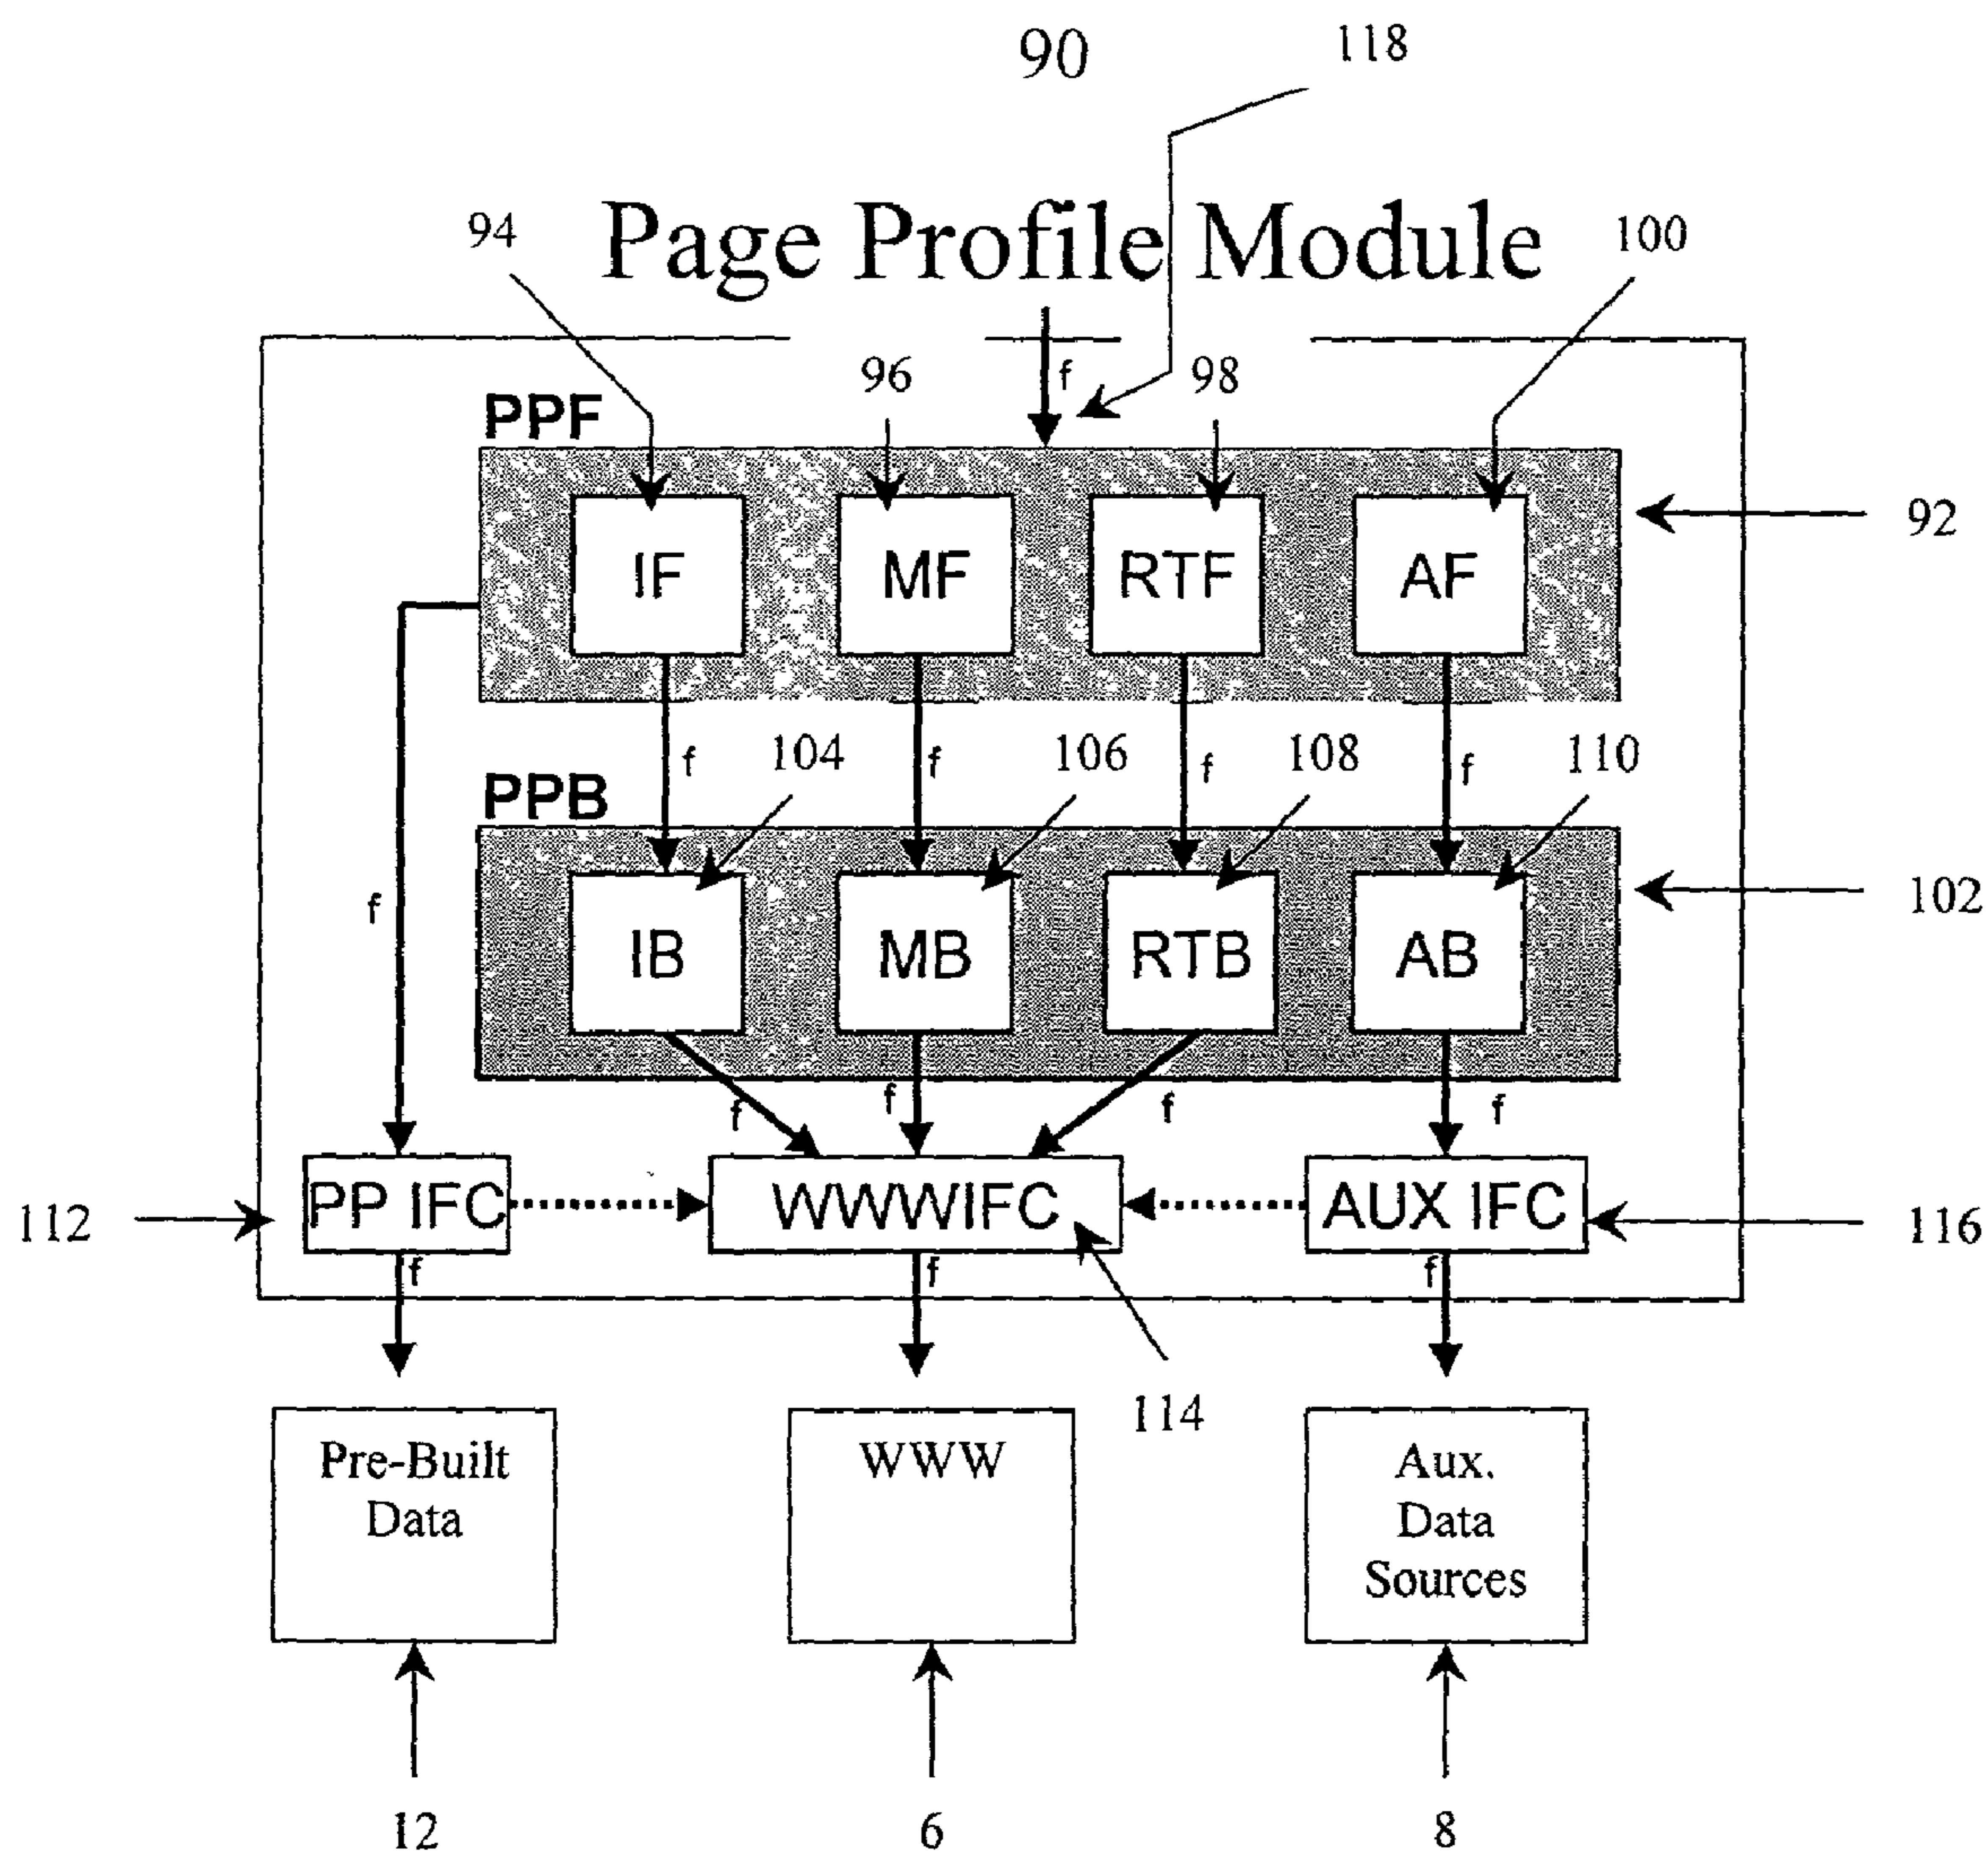 90
118
94
Page Profile Module
100
96
f
98
PPF
IF
MF
RTF
AF
92
f
104
f
106
f
108
f
110
PPB
f
IB
MB
RTB
AB
102
f
f
f
f
112
PP IFC
WWWIFC
AUX IFC
116
f
f
f
114
Pre-Built
Data
WWW
Aux.
Data
Sources
12
6
8